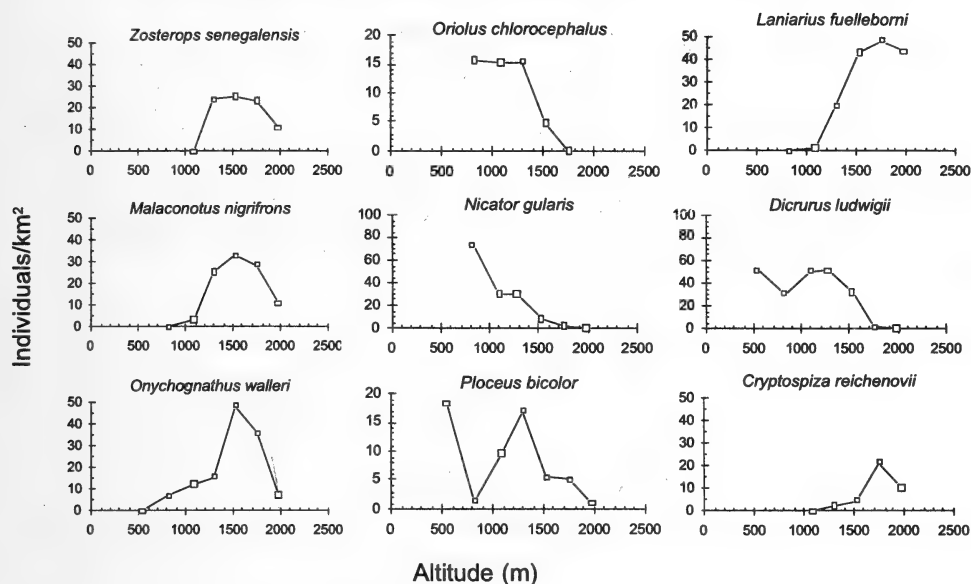 Zosterops senegalensis
50
40
30
20
10
0
0 500 1000 1500 2000 2500
Oriolus chlorocephalus
20
15
10
5
0
0 500 1000 1500 2000 2500
Laniarius fuelleborni
50
40
30
20
10
0
0 500 1000 1500 2000 2500
Malaconotus nigrifrons
50
40
30
20
10
0
0 500 1000 1500 2000 2500
Nicator gularis
100
80
60
40
20
0
0 500 1000 1500 2000 2500
Dicrurus ludwigii
100
80
60
40
20
0
0 500 1000 1500 2000 2500
Onychognathus walleri
50
40
30
20
10
0
0 500 1000 1500 2000 2500
Ploceus bicolor
20
15
10
5
0
0 500 1000 1500 2000 2500
Cryptospiza reichenovii
50
40
30
20
10
0
0 500 1000 1500 2000 2500
Individuals/km²
Altitude (m)